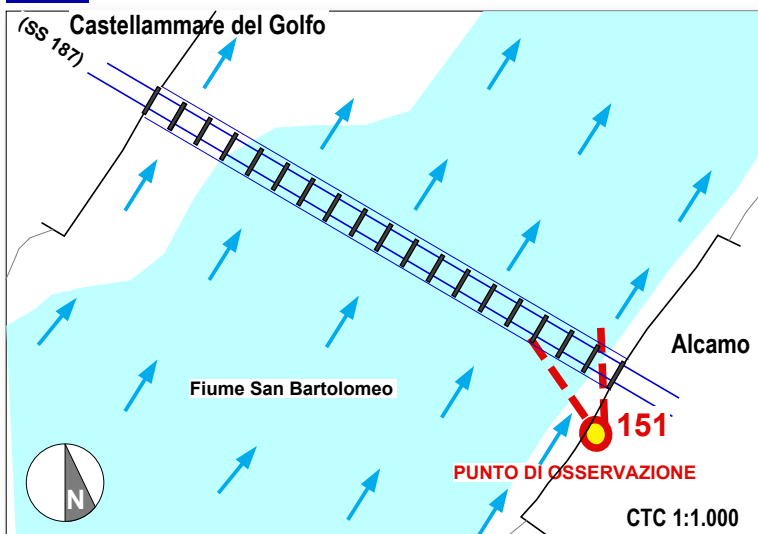 Castellammare del Golfo
(SS 187)
Alcamo
Fiume San Bartolomeo
151
PUNTO DI OSSERVAZIONE
N
CTC 1:1.000